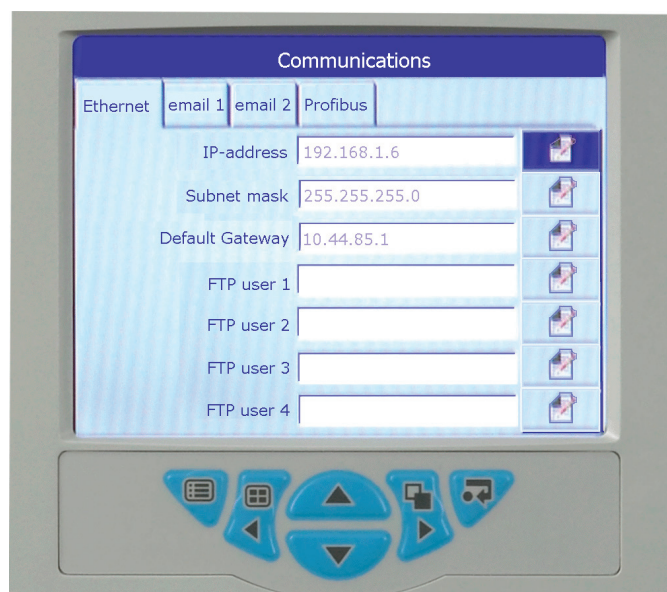 Communications
Ethernet email 1 email 2 Profibus
IP-address 192.168.1.6
Subnet mask 255.255.255.0
Default Gateway 10.44.85.1
FTP user 1
FTP user 2
FTP user 3
FTP user 4